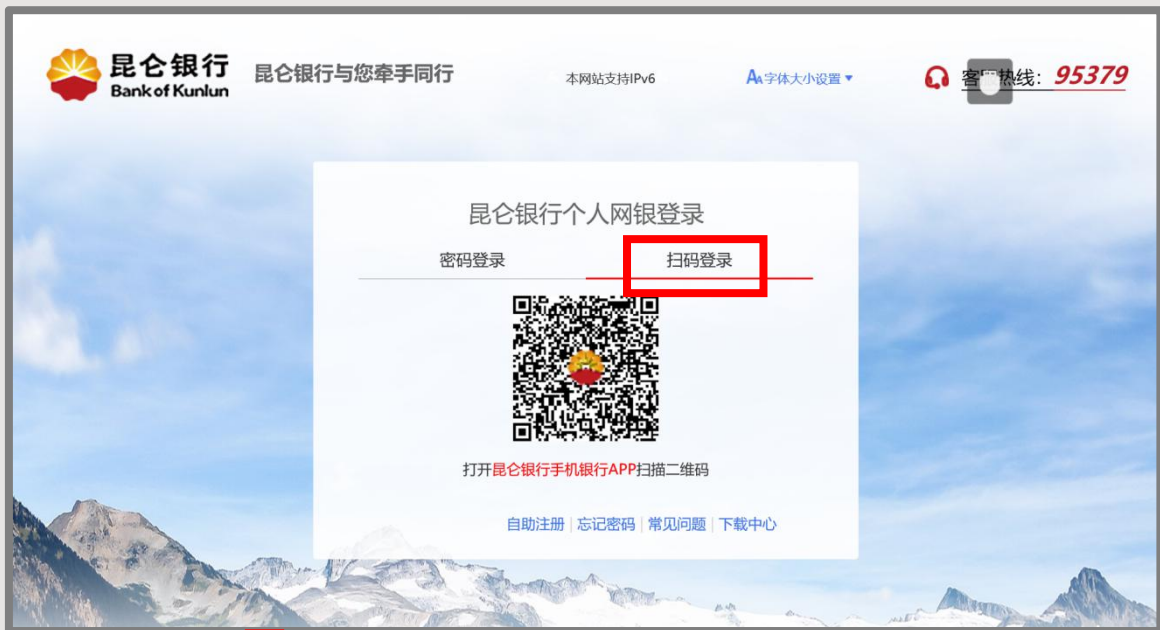 昆仑银行
Bank of Kunlun
昆仑银行与您牵手同行
本网站支持IPv6
AA字体大小设置
客 热线：95379
昆仑银行个人网银登录
密码登录 扫码登录
打开昆仑银行手机银行APP扫描二维码
自助注册 | 忘记密码 | 常见问题 | 下载中心